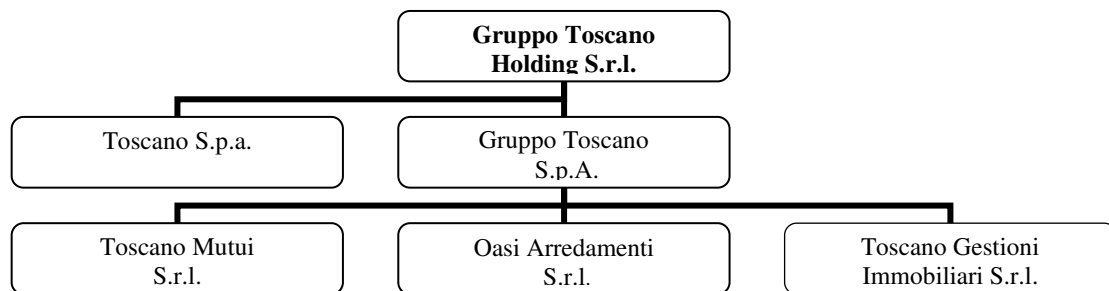 Gruppo Toscano
Holding S.r.l.
Toscano S.p.a.
Gruppo Toscano
S.p.A.
Toscano Mutui
S.r.l.
Oasi Arredamenti
S.r.l.
Toscano Gestioni
Immobiliari S.r.l.